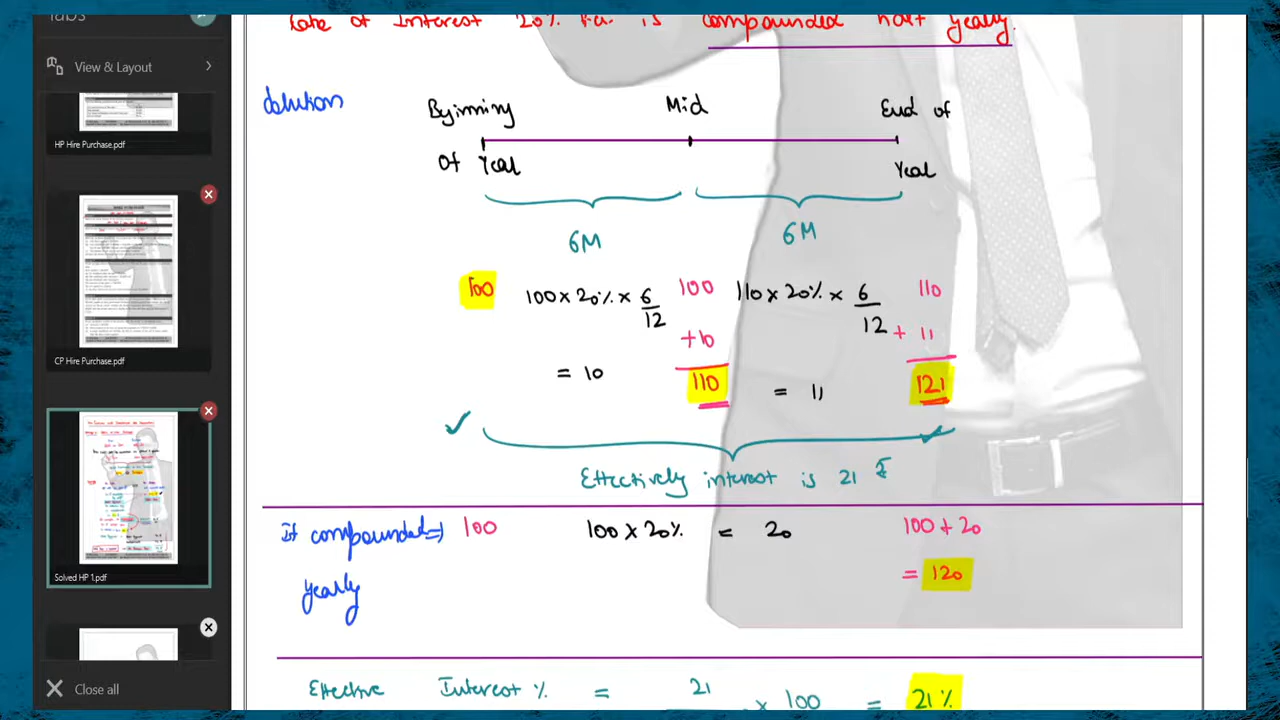 Tabs
Rate of Interest 20% P.a. is compounded half yearly.
View & Layout
Solution
Beginning Mid End of
Of Year Year
HP Hire Purchase.pdf
6M 6M
100 100 × 20% × 6/12 100 110 × 20% × 6/12 110
+10 + 11
= 10 110 = 11 121
CP Hire Purchase.pdf
Effectively interest is 21 ₹
If compounded ⇒ 100 100 × 20% = 20 100 + 20
yearly = 120
Solved HP 1.pdf
Close all
Effective Interest % = 21 × 100 = 21%